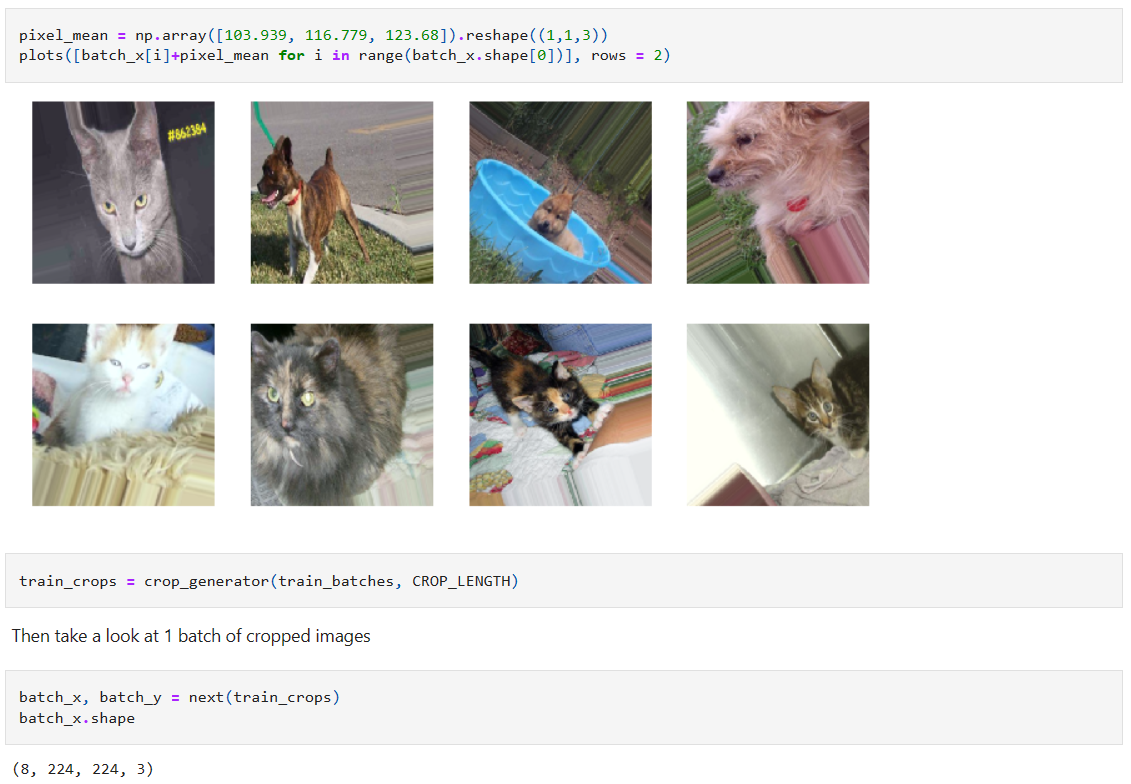 pixel_mean = np.array([103.939, 116.779, 123.68]).reshape((1,1,3))
plots([batch_x[i]+pixel_mean for i in range(batch_x.shape[0])], rows = 2)
#862384
train_crops = crop_generator(train_batches, CROP_LENGTH)
Then take a look at 1 batch of cropped images
batch_x, batch_y = next(train_crops)
batch_x.shape
(8, 224, 224, 3)